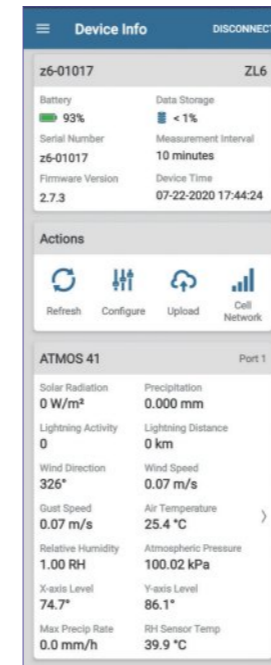 Device Info DISCONNECT
z6-01017 ZL6
Battery Data Storage
93% < 1%
Serial Number Measurement Interval
z6-01017 10 minutes
Firmware Version Device Time
2.7.3 07-22-2020 17:44:24
Actions
Refresh Configure Upload Cell
Network
ATMOS 41 Port 1
Solar Radiation Precipitation
0 W/m² 0.000 mm
Lightning Activity Lightning Distance
0 0 km
Wind Direction Wind Speed
326° 0.07 m/s
Gust Speed Air Temperature
0.07 m/s 25.4 °C
Relative Humidity Atmospheric Pressure
1.00 RH 100.02 kPa
X-axis Level Y-axis Level
74.7° 86.1°
Max Precip Rate RH Sensor Temp
0.0 mm/h 39.9 °C